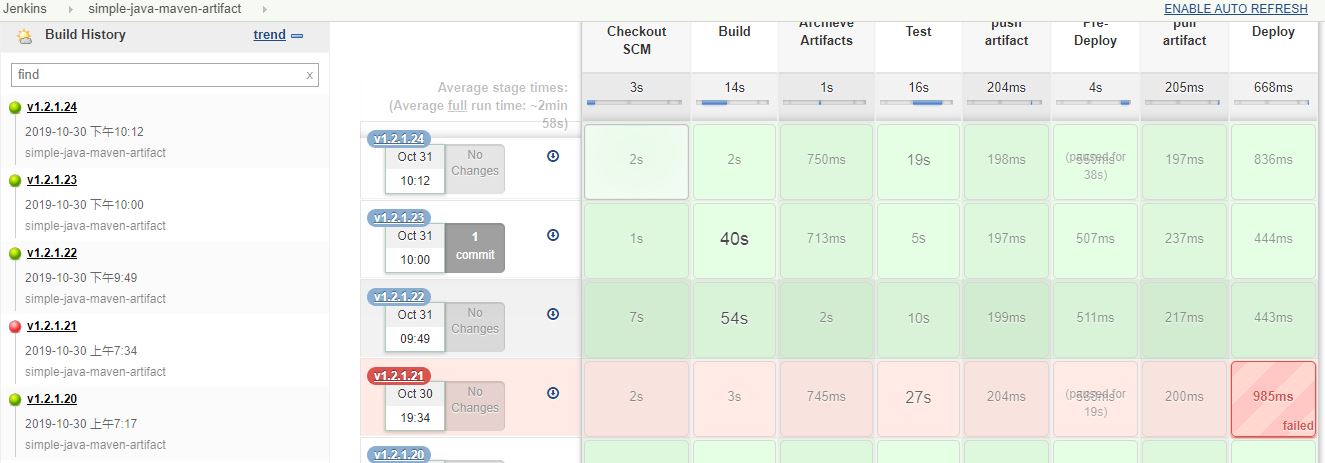 Jenkins simple-java-maven-artifact ENABLE AUTO REFRESH
Build History trend
find x
v1.2.1.24
2019-10-30 下午10:12
simple-java-maven-artifact
v1.2.1.23
2019-10-30 下午10:00
simple-java-maven-artifact
v1.2.1.22
2019-10-30 下午9:49
simple-java-maven-artifact
v1.2.1.21
2019-10-30 上午7:34
simple-java-maven-artifact
v1.2.1.20
2019-10-30 上午7:17
simple-java-maven-artifact
Checkout
SCM
Build
Archieve
Artifacts
Test
push
artifact
Pre-
Deploy
pull
artifact
Deploy
Average stage times:
(Average full run time: ~2min
58s)
3s 14s 1s 16s 204ms 4s 205ms 668ms
v1.2.1.24
Oct 31
10:12
No
Changes
2s 2s 750ms 19s 198ms
(paused for
38s)
197ms 836ms
v1.2.1.23
Oct 31
10:00
1
commit
1s 40s 713ms 5s 197ms 507ms 237ms 444ms
v1.2.1.22
Oct 31
09:49
No
Changes
7s 54s 2s 10s 199ms 511ms 217ms 443ms
v1.2.1.21
Oct 30
19:34
No
Changes
2s 3s 745ms 27s 204ms
(paused for
19s)
200ms 985ms
failed
v1.2.1.20